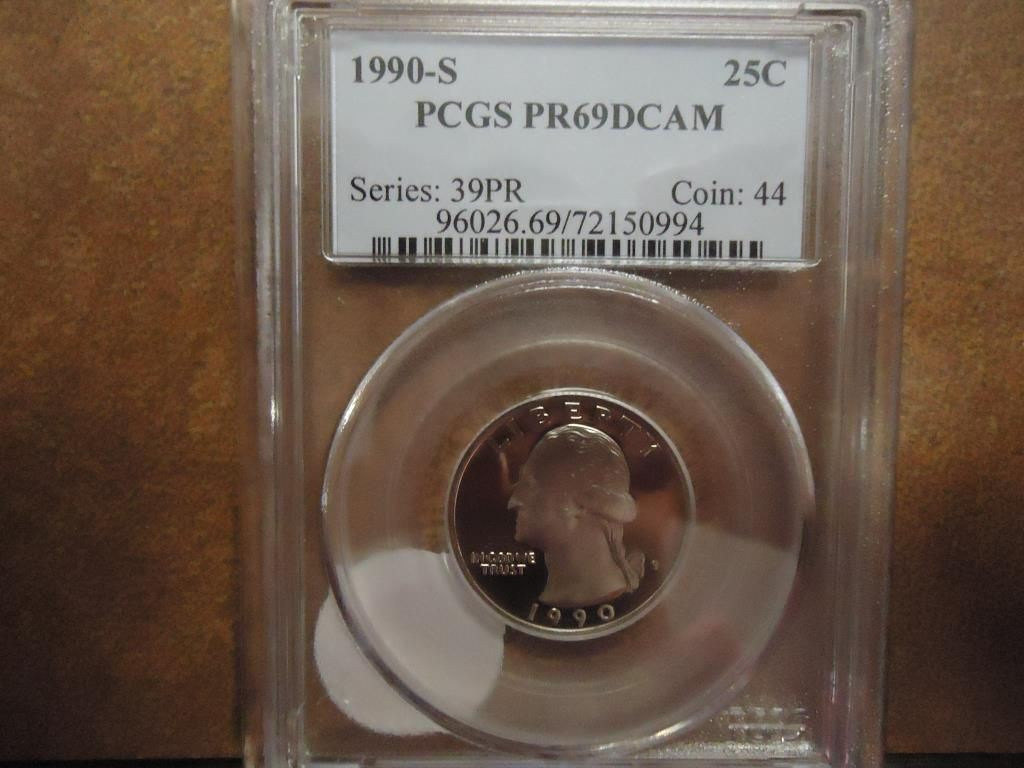 1990-S 25C
PCGS PR69DCAM
Series: 39PR Coin: 44
96026.69/72150994
LIBERTY
IN GOD WE
TRUST
1990